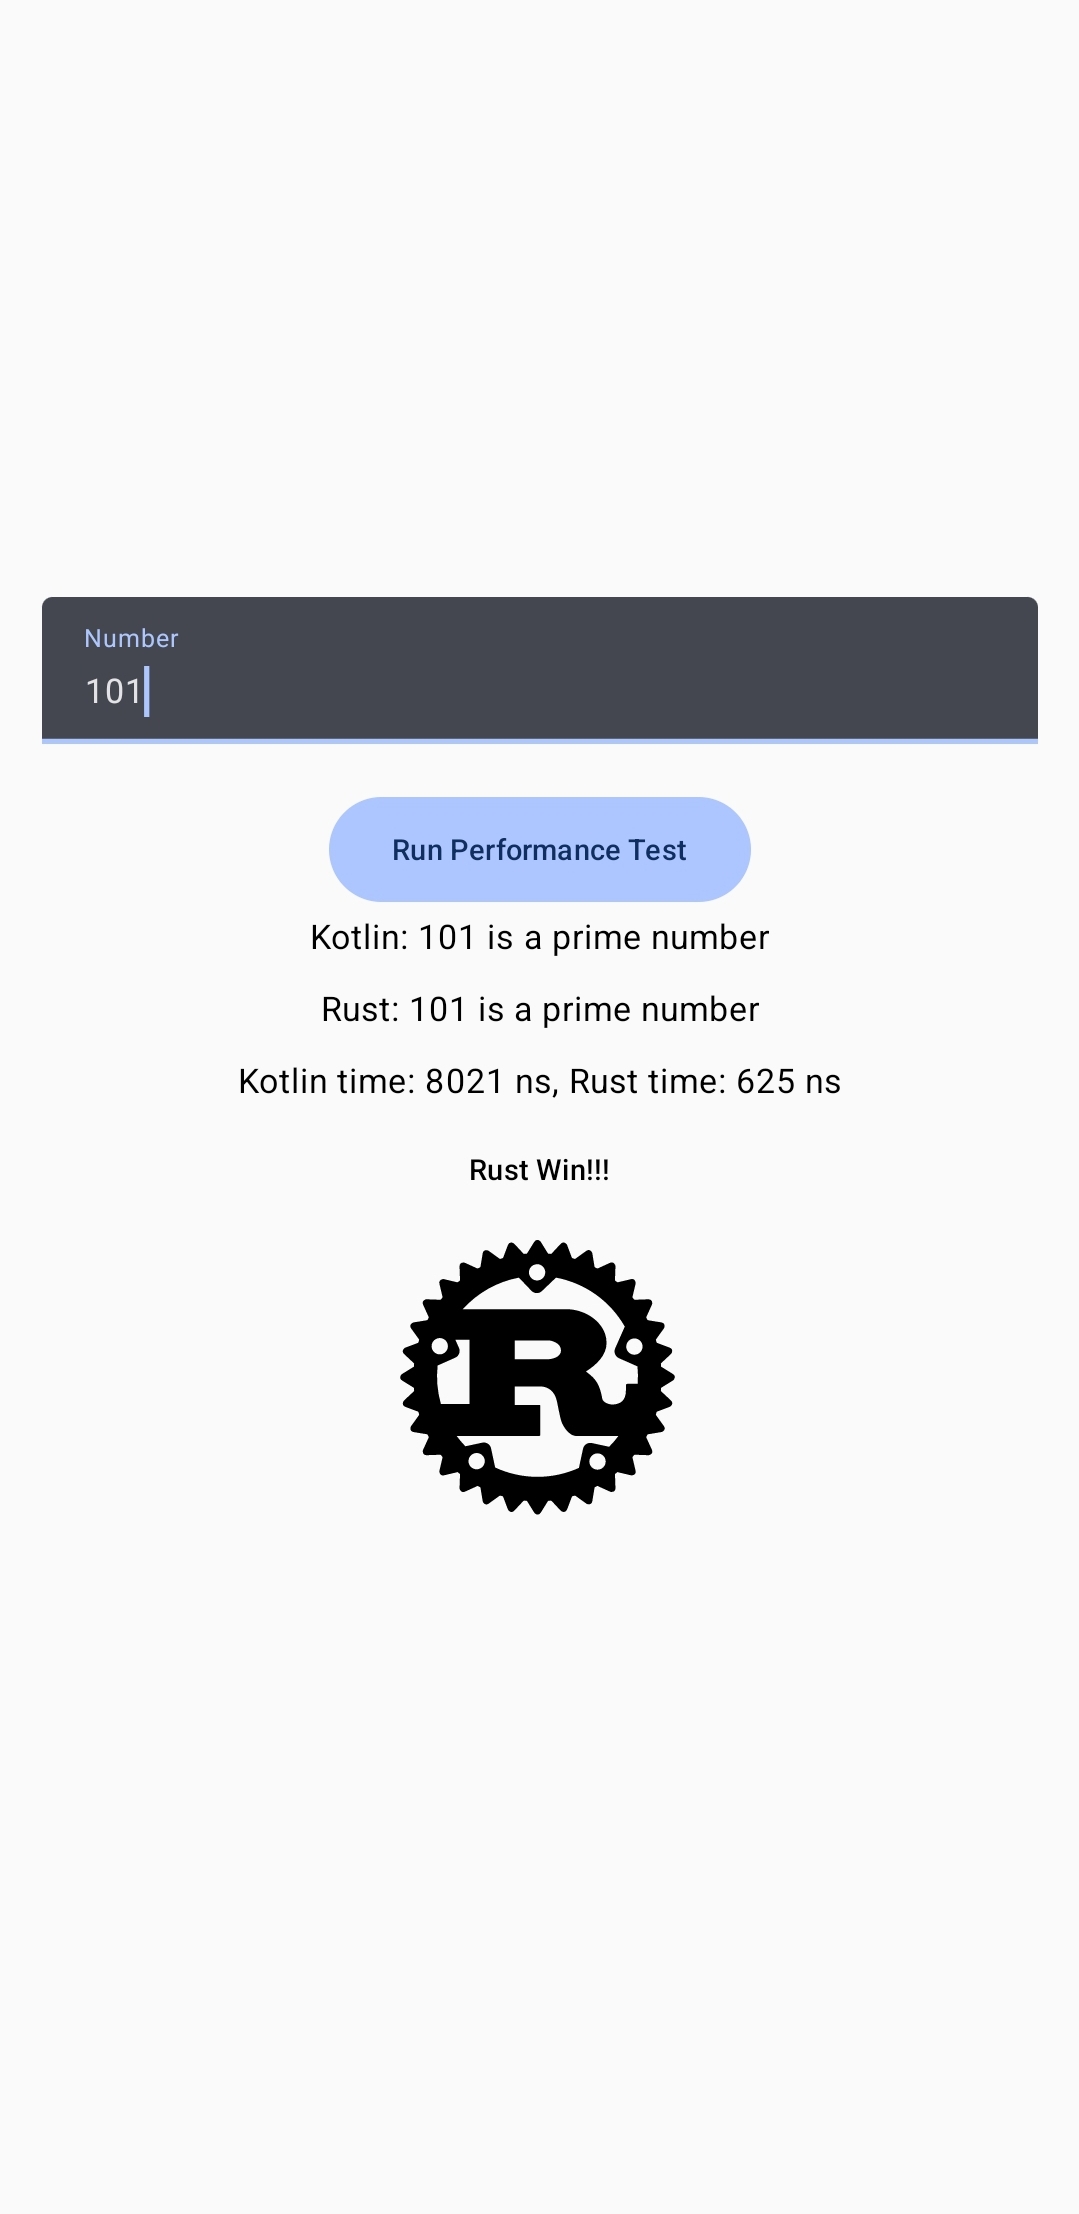 Number
101
Run Performance Test
Kotlin: 101 is a prime number
Rust: 101 is a prime number
Kotlin time: 8021 ns, Rust time: 625 ns
Rust Win!!!
R